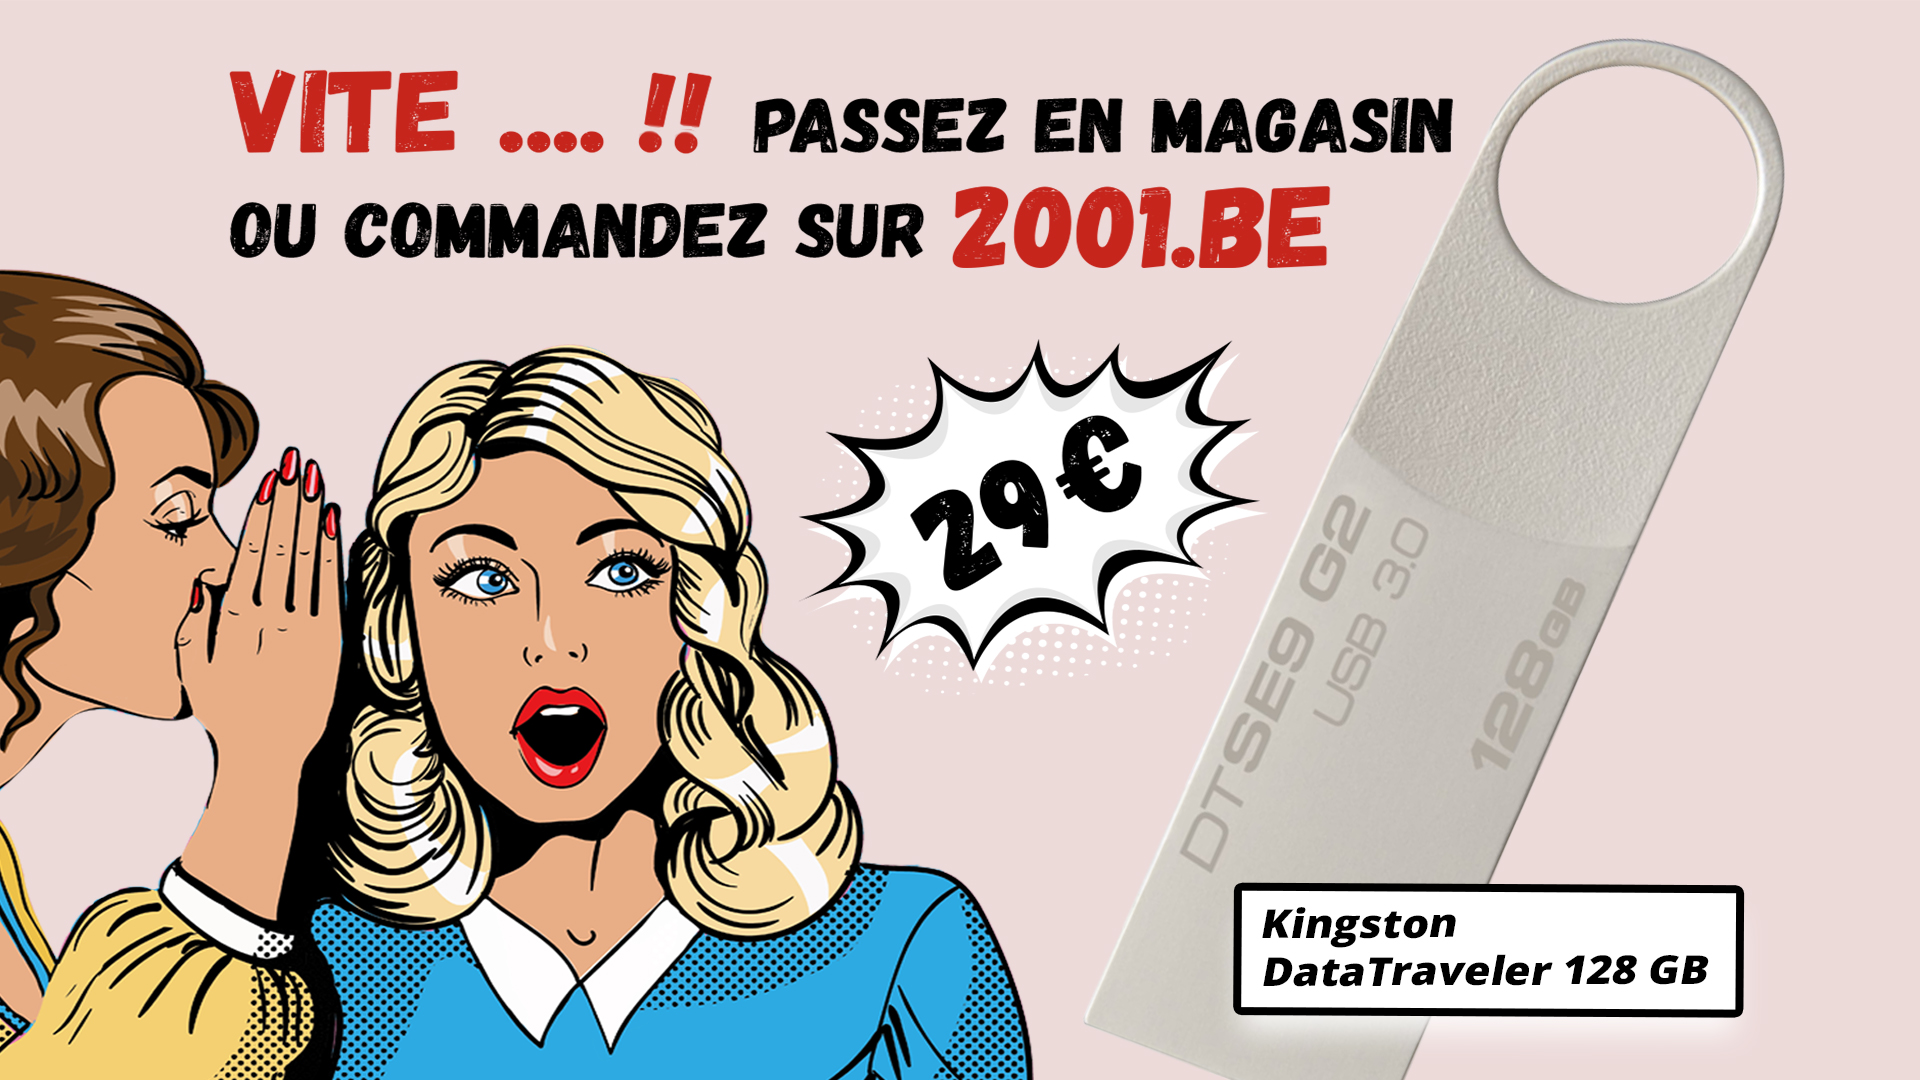 VITE .... !! PASSEZ EN MAGASIN
OU COMMANDEZ SUR 2001.BE
29€
DTSE9 G2
USB 3.0
128GB
Kingston
DataTraveler 128 GB